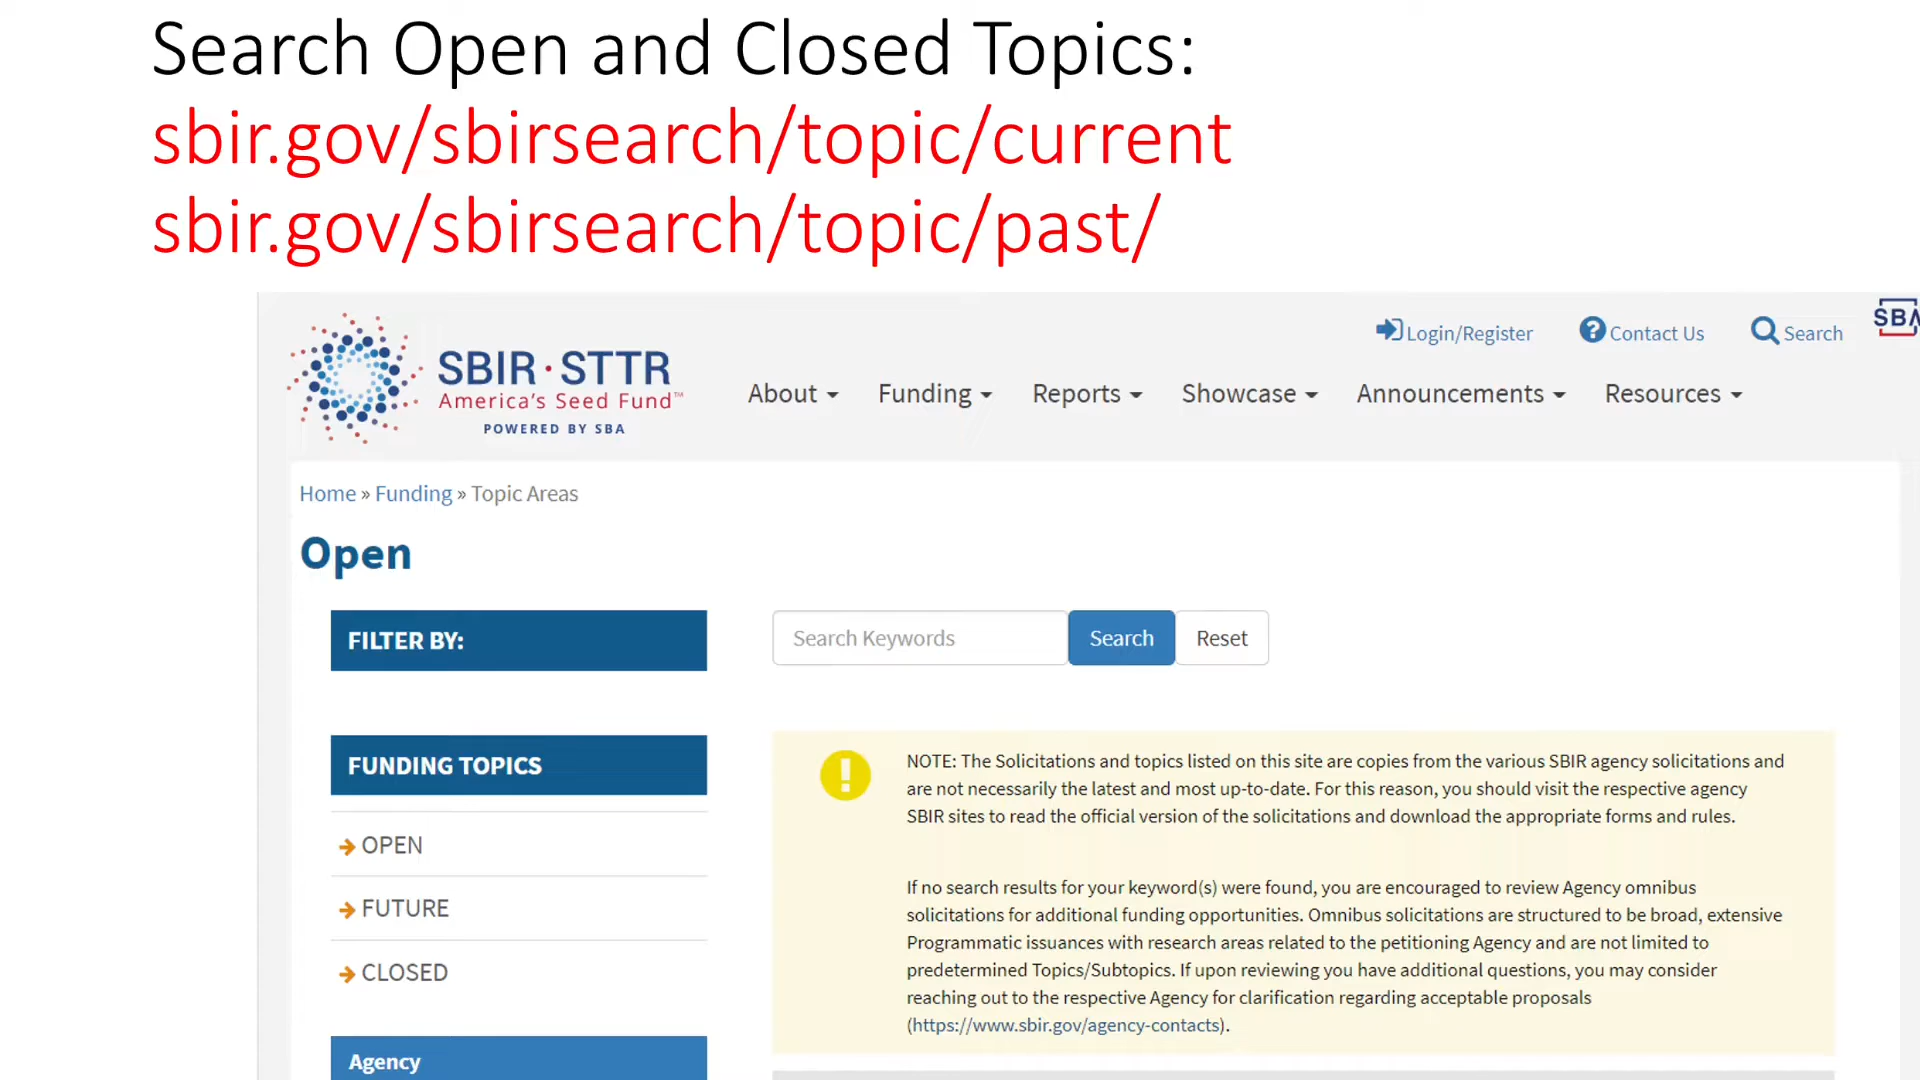 Search Open and Closed Topics:
sbir.gov/sbirsearch/topic/current
sbir.gov/sbirsearch/topic/past/
Login/Register
Contact Us
Search
SBA
SBIR·STTR
America's Seed Fund™
POWERED BY SBA
About
Funding
Reports
Showcase
Announcements
Resources
Home » Funding » Topic Areas
Open
FILTER BY:
Search Keywords
Search
Reset
FUNDING TOPICS
OPEN
FUTURE
CLOSED
Agency
NOTE: The Solicitations and topics listed on this site are copies from the various SBIR agency solicitations and
are not necessarily the latest and most up-to-date. For this reason, you should visit the respective agency
SBIR sites to read the official version of the solicitations and download the appropriate forms and rules.
If no search results for your keyword(s) were found, you are encouraged to review Agency omnibus
solicitations for additional funding opportunities. Omnibus solicitations are structured to be broad, extensive
Programmatic issuances with research areas related to the petitioning Agency and are not limited to
predetermined Topics/Subtopics. If upon reviewing you have additional questions, you may consider
reaching out to the respective Agency for clarification regarding acceptable proposals
(https://www.sbir.gov/agency-contacts).